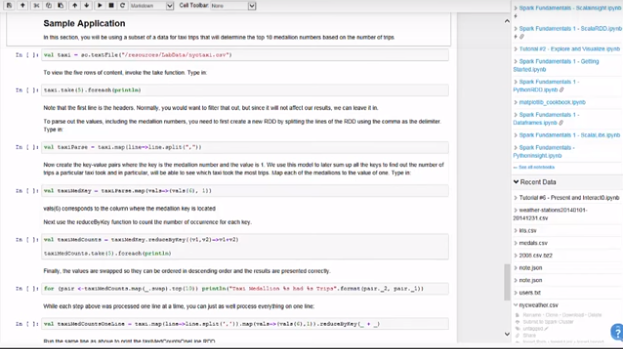 Markdown
Cell Toolbar: None
Sample Application
In this section, you will be using a subset of a data for taxi trips that will determine the top 10 medallion numbers based on the number of trips.
In [ ]: val taxi = sc.textFile("/resources/LabData/nyctaxi.csv")
To view the five rows of content, invoke the take function. Type in:
In [ ]: taxi.take(5).foreach(println)
Note that the first line is the headers. Normally, you would want to filter that out, but since it will not affect our results, we can leave it in.
To parse out the values, including the medallion numbers, you need to first create a new RDD by splitting the lines of the RDD using the comma as the delimiter.
Type in
In [ ]: val taxiParse = taxi.map(line=>line.split(","))
Now create the key-value pairs where the key is the medallion number and the value is 1. We use this model to later sum up all the keys to find out the number of
trips a particular taxi took and in particular, will be able to see which taxi took the most trips. Map each of the medallions to the value of one. Type in:
In [ ]: val taxiMedKey = taxiParse.map(vals=>(vals(6), 1))
vals(6) corresponds to the column where the medallion key is located
Next use the reduceByKey function to count the number of occurrence for each key.
In [ ]: val taxiMedCounts = taxiMedKey.reduceByKey((v1,v2)=>v1+v2)
taxiMedCounts.take(5).foreach(println)
Finally, the values are swapped so they can be ordered in descending order and the results are presented correctly.
In [ ]: for (pair <-taxiMedCounts.map(_.swap).top(10)) println("Taxi Medallion %s had %s Trips".format(pair._2, pair._1))
While each step above was processed one line at a time, you can just as well process everything on one line:
In [ ]: val taxiMedCountsOneLine = taxi.map(line=>line.split(",")).map(vals=>(vals(6),1)).reduceByKey(_ + _)
Run the same line as above to print the taxiMedCountsOneLine RDD.
Spark Fundamentals - ScalaInsight.ipynb
Spark Fundamentals 1 - ScalaRDD.ipynb
Tutorial #3 - Explore and Visualize.ipynb
Spark Fundamentals 1 - Getting
Started.ipynb
Spark Fundamentals 1 -
PythonRDD.ipynb
matplotlib_cookbook.ipynb
Spark Fundamentals 1 -
Dataframes.ipynb
Spark Fundamentals 1 - ScalaLibs.ipynb
Spark Fundamentals -
PythonInsight.ipynb
Recent Data
Tutorial #6 - Present and Interact).ipynb
weather-stations20140101-
20141231.csv
iris.csv
medals.csv
note.json
note.json
users.txt
nycweather.csv